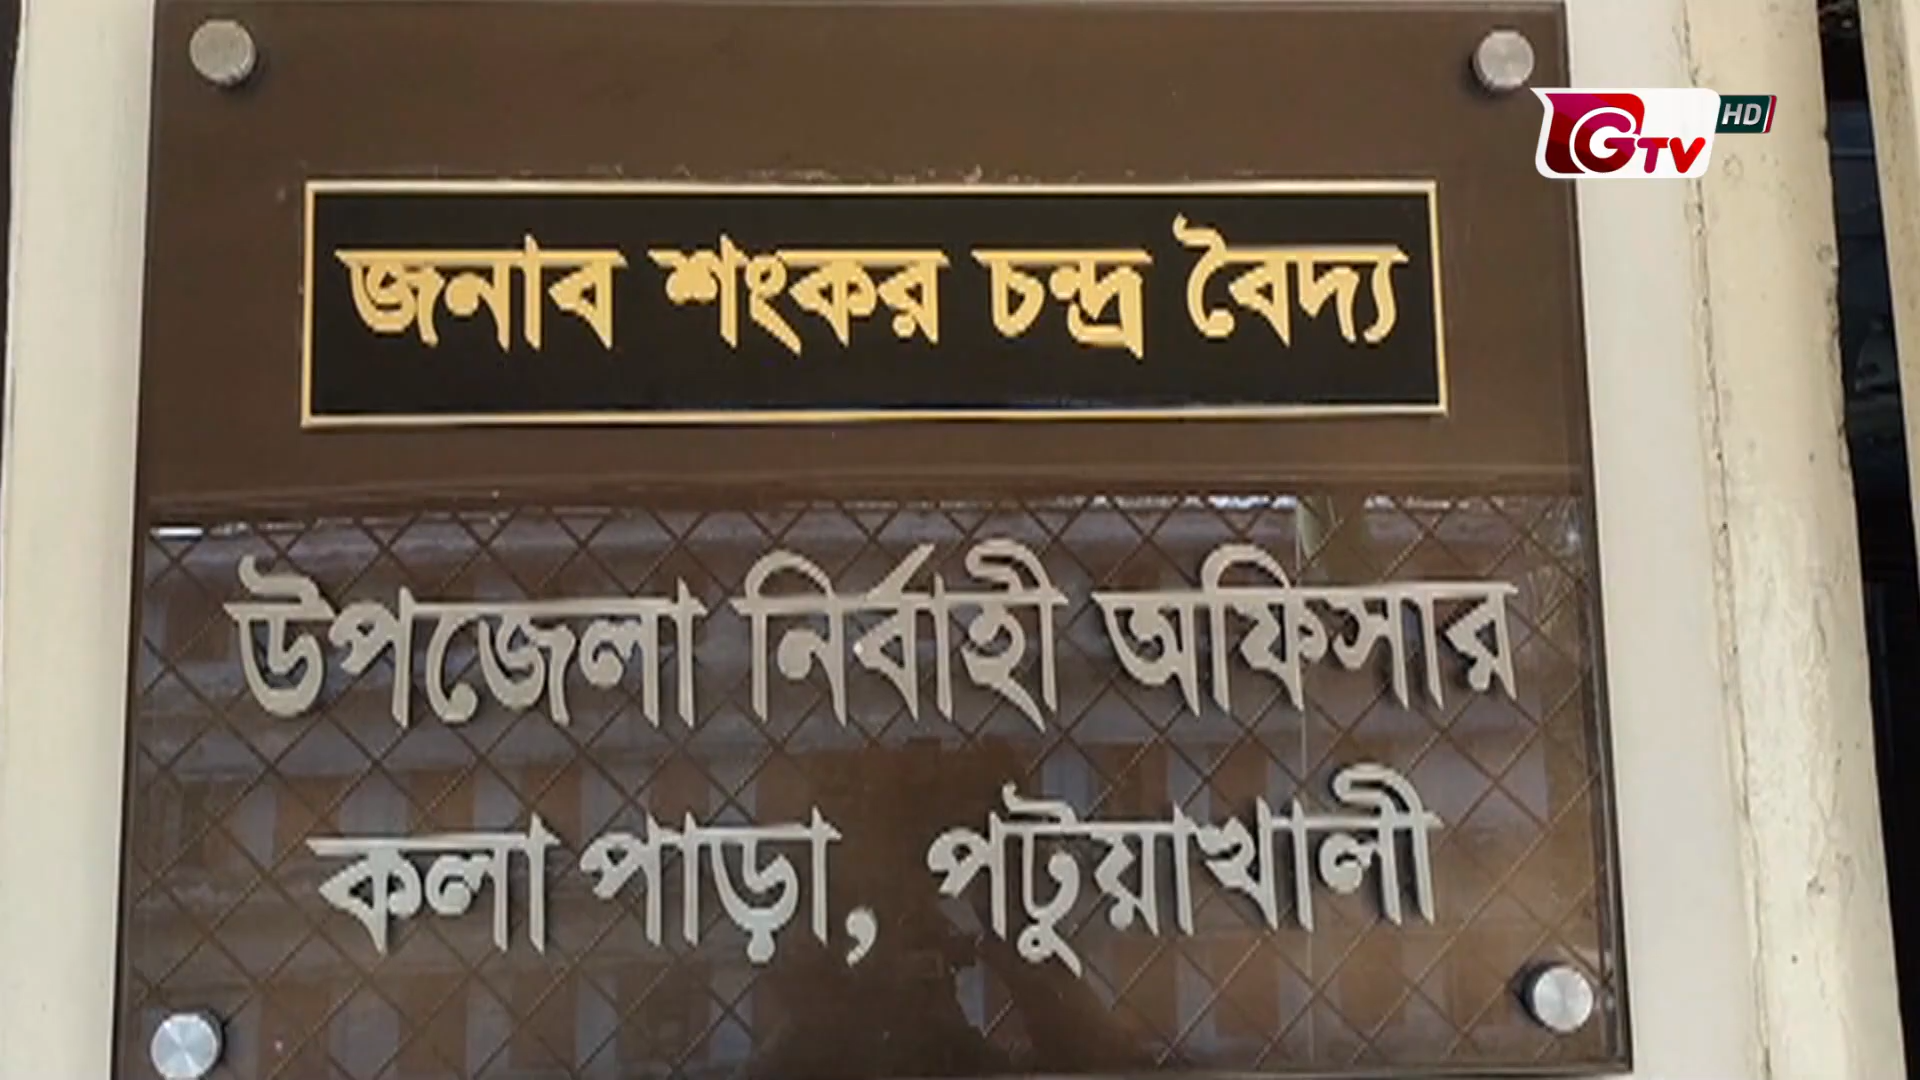 GTV HD
জনাব শংকর চন্দ্র বৈদ্য
উপজেলা নির্বাহী অফিসার
কলাপাড়া, পটুয়াখালী